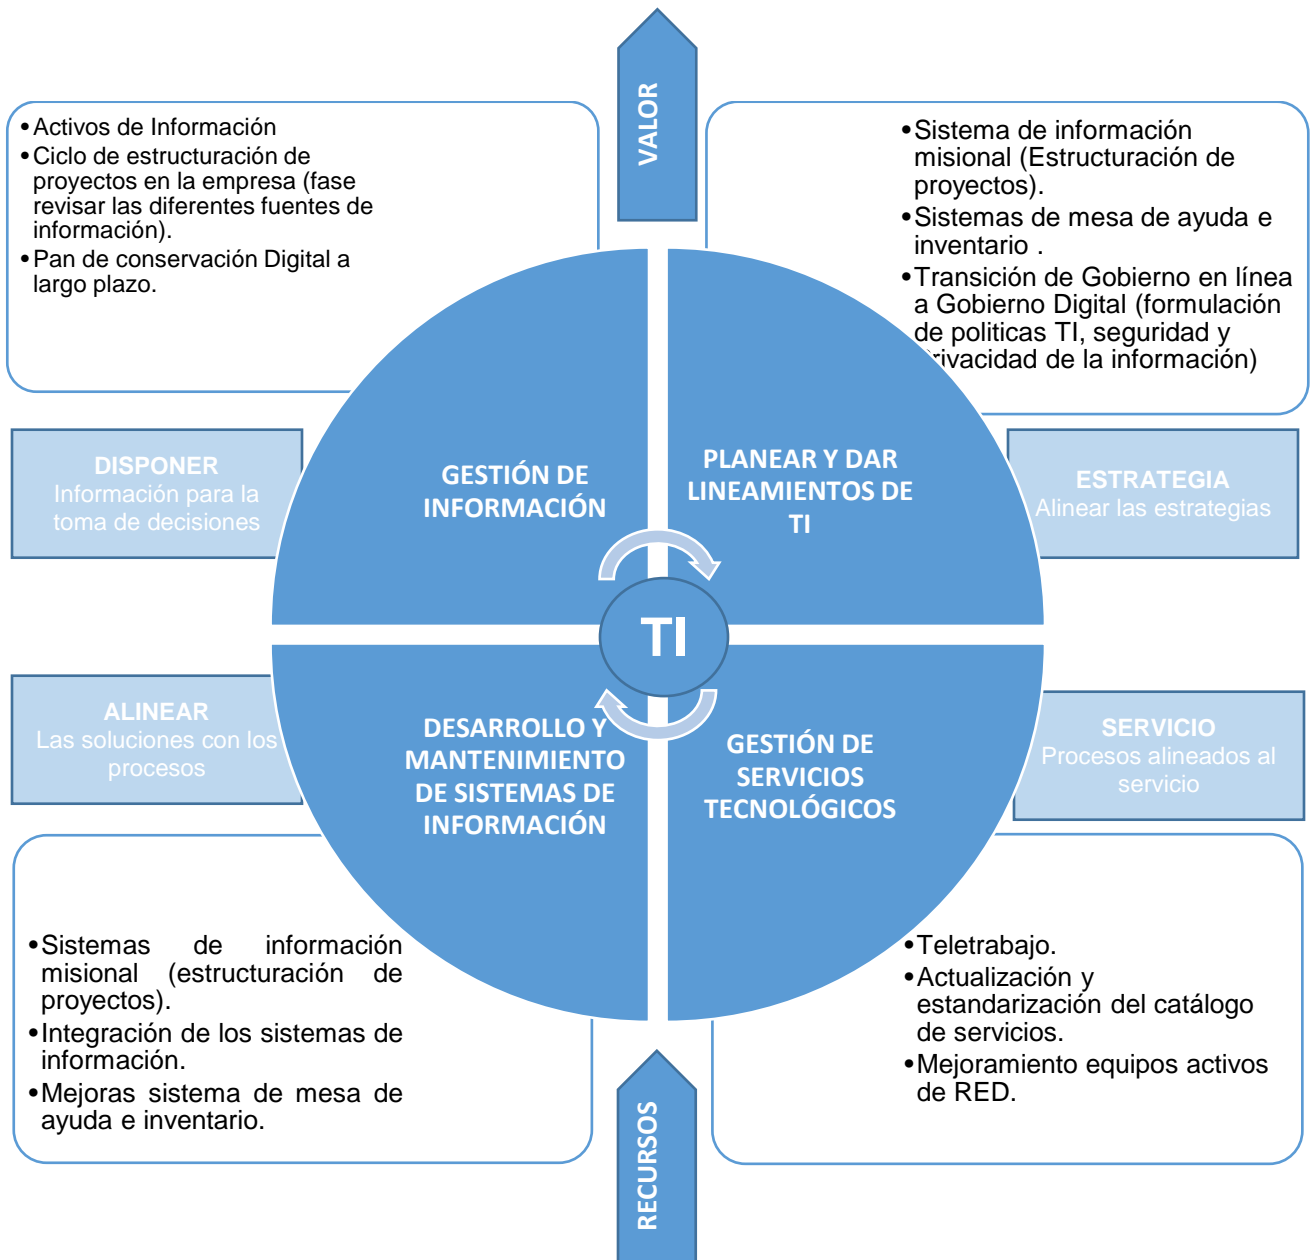 VALOR
•Activos de Información
•Ciclo de estructuración de
proyectos en la empresa (fase
revisar las diferentes fuentes de
información).
•Pan de conservación Digital a
largo plazo.
•Sistema de información
misional (Estructuración de
proyectos).
•Sistemas de mesa de ayuda e
inventario .
•Transición de Gobierno en línea
a Gobierno Digital (formulación
de politicas TI, seguridad y
rivacidad de la información)
DISPONER
Información para la
toma de decisiones
GESTIÓN DE
INFORMACIÓN
PLANEAR Y DAR
LINEAMIENTOS DE
TI
ESTRATEGIA
Alinear las estrategias
TI
ALINEAR
Las soluciones con los
procesos
DESARROLLO Y
MANTENIMIENTO
DE SISTEMAS DE
INFORMACIÓN
GESTIÓN DE
SERVICIOS
TECNOLÓGICOS
SERVICIO
Procesos alineados al
servicio
•Sistemas de información
misional (estructuración de
proyectos).
•Integración de los sistemas de
información.
•Mejoras sistema de mesa de
ayuda e inventario.
•Teletrabajo.
•Actualización y
estandarización del catálogo
de servicios.
•Mejoramiento equipos activos
de RED.
RECURSOS